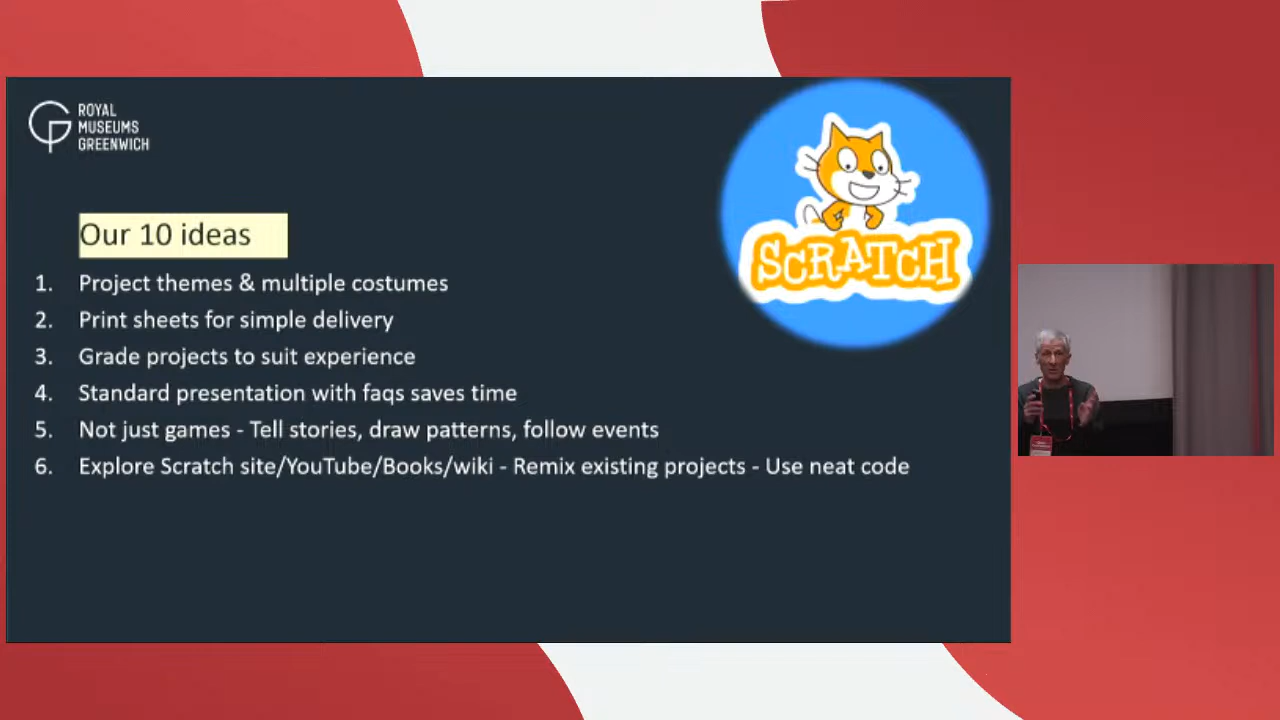 ROYAL
MUSEUMS
GREENWICH
SCRATCH
Our 10 ideas
1. Project themes & multiple costumes
2. Print sheets for simple delivery
3. Grade projects to suit experience
4. Standard presentation with faqs saves time
5. Not just games - Tell stories, draw patterns, follow events
6. Explore Scratch site/YouTube/Books/wiki - Remix existing projects - Use neat code